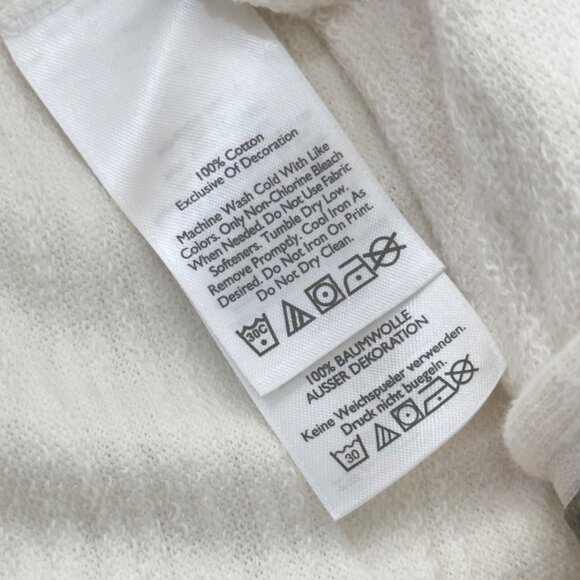 100% Cotton
Exclusive Of Decoration
Machine Wash Cold With Like
Colors. Only Non-Chlorine Bleach
When Needed. Do Not Use Fabric
Softeners. Tumble Dry Low.
Remove Promptly. Cool Iron As
Desired. Do Not Iron On Print.
Do Not Dry Clean.
30C
100% BAUMWOLLE
AUSSER DEKORATION
Keine Weichspueler verwenden.
Druck nicht buegeln.
30